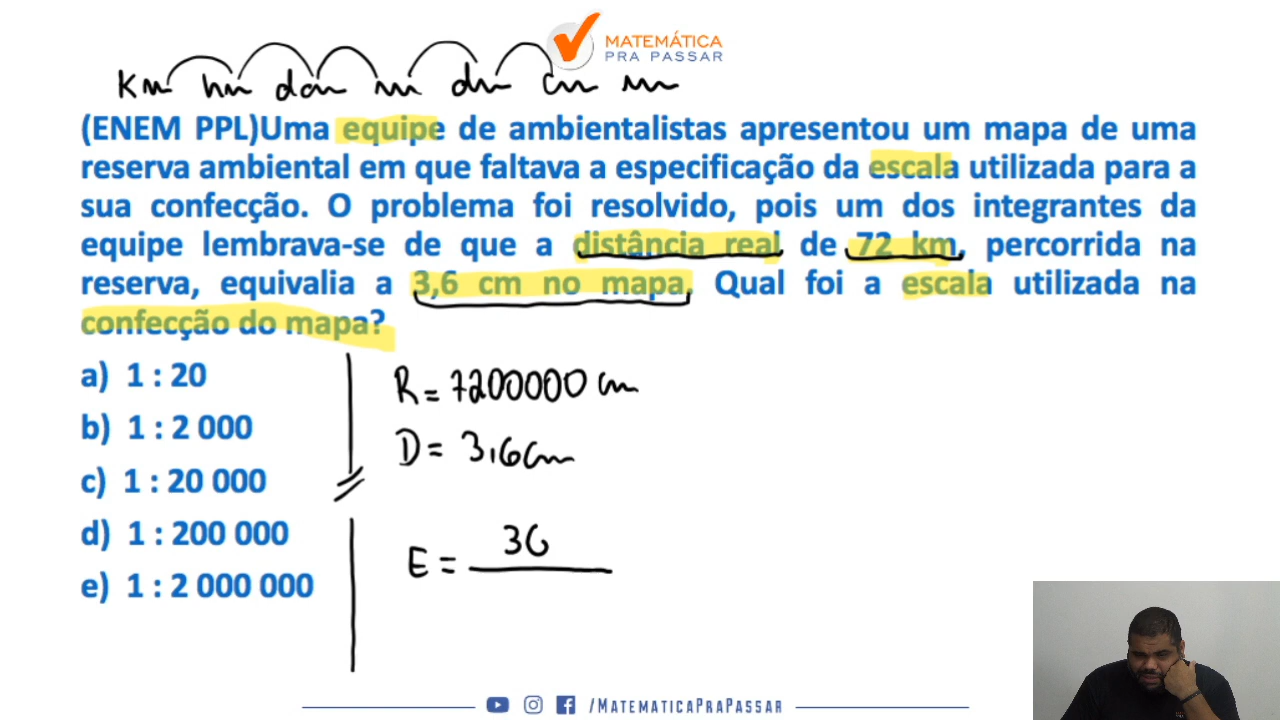 MATEMÁTICA
PRA PASSAR
km hm dam m dm cm m
(ENEM PPL)Uma equipe de ambientalistas apresentou um mapa de uma
reserva ambiental em que faltava a especificação da escala utilizada para a
sua confecção. O problema foi resolvido, pois um dos integrantes da
equipe lembrava-se de que a distância real de 72 km, percorrida na
reserva, equivalia a 3,6 cm no mapa. Qual foi a escala utilizada na
confecção do mapa?
a) 1 : 20
b) 1 : 2 000
c) 1 : 20 000
d) 1 : 200 000
e) 1 : 2 000 000
R = 7200000 cm
D = 3,6 cm
E = 36
/MatematicaPraPassar